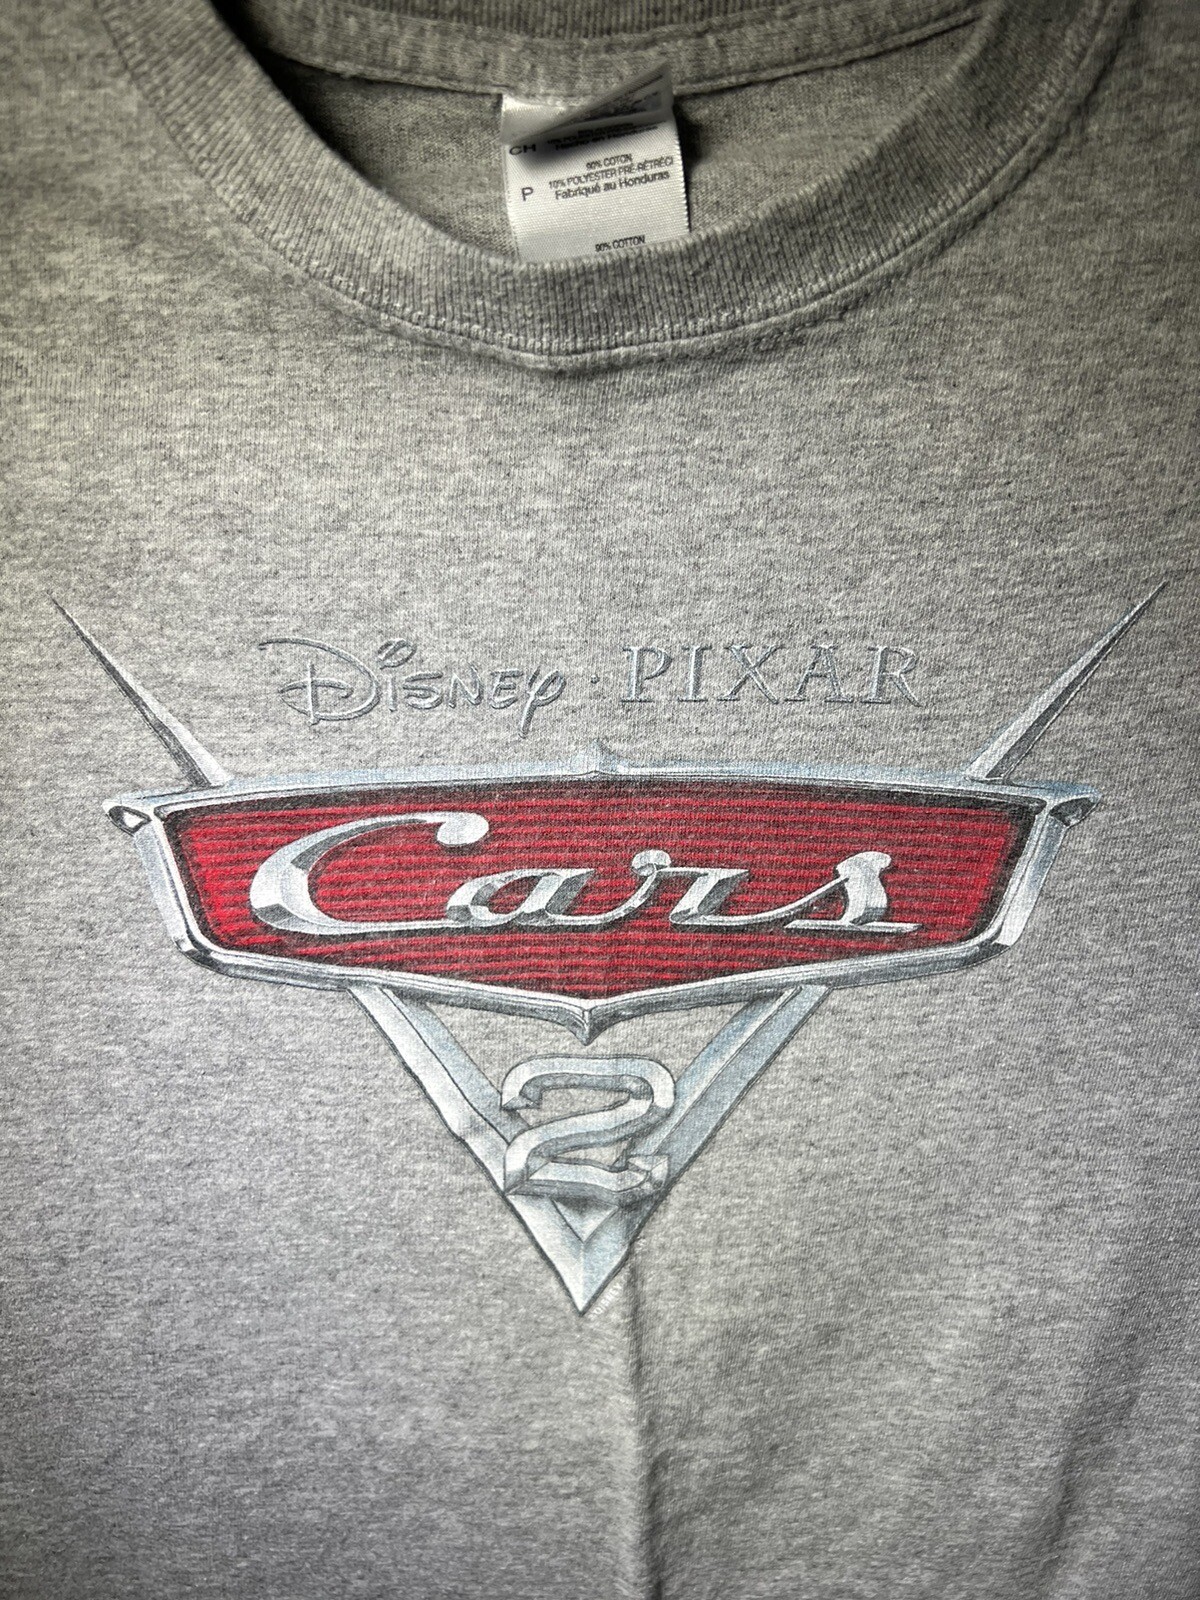 CH
90% COTON
P 10% POLYESTER PRÉ-RÉTRÉCI
Fabriqué au Honduras
90% COTTON
Disney · PIXAR
Cars
2